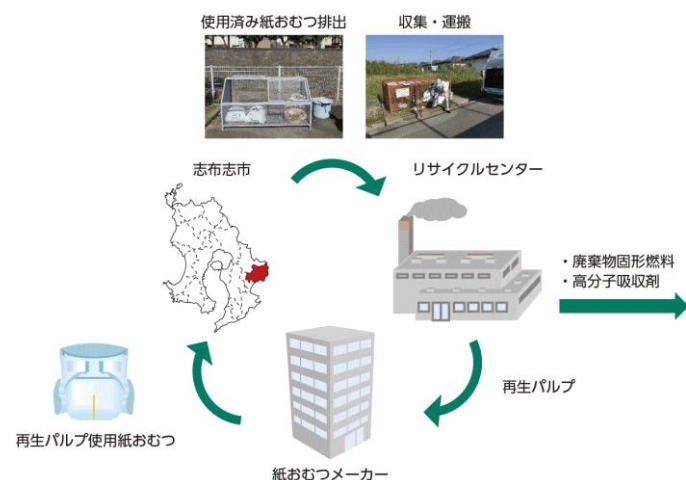 使用済み紙おむつ排出
収集・運搬
志布志市
リサイクルセンター
・廃棄物固形燃料
・高分子吸収剤
再生パルプ
再生パルプ使用紙おむつ
紙おむつメーカー